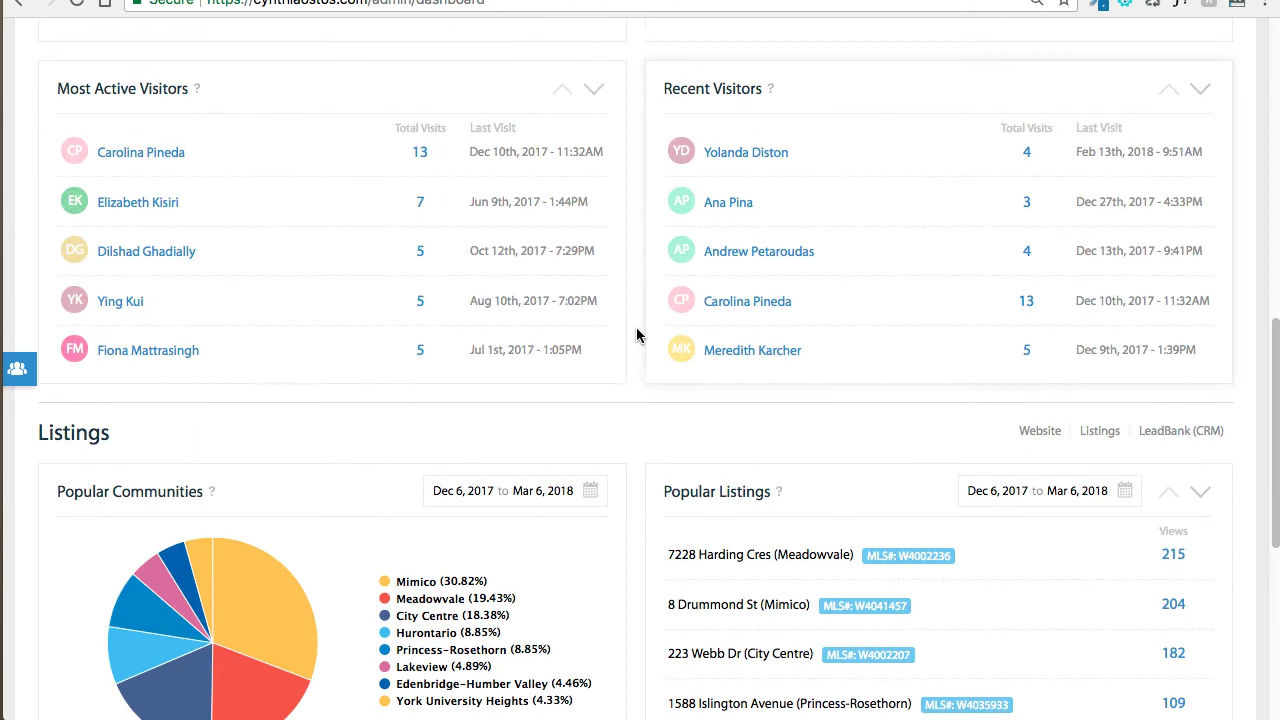 Secure https://cynthiaostos.com/admin/dashboard
Most Active Visitors ?
Total Visits Last Visit
CP Carolina Pineda 13 Dec 10th, 2017 - 11:32AM
EK Elizabeth Kisiri 7 Jun 9th, 2017 - 1:44PM
DG Dilshad Ghadially 5 Oct 12th, 2017 - 7:29PM
YK Ying Kui 5 Aug 10th, 2017 - 7:02PM
FM Fiona Mattrasingh 5 Jul 1st, 2017 - 1:05PM
Recent Visitors ?
Total Visits Last Visit
YD Yolanda Diston 4 Feb 13th, 2018 - 9:51AM
AP Ana Pina 3 Dec 27th, 2017 - 4:33PM
AP Andrew Petaroudas 4 Dec 13th, 2017 - 9:41PM
CP Carolina Pineda 13 Dec 10th, 2017 - 11:32AM
MK Meredith Karcher 5 Dec 9th, 2017 - 1:39PM
Listings
Website Listings LeadBank (CRM)
Popular Communities ?
Dec 6, 2017 to Mar 6, 2018
Mimico (30.82%)
Meadowvale (19.43%)
City Centre (18.38%)
Hurontario (8.85%)
Princess-Rosethorn (8.85%)
Lakeview (4.89%)
Edenbridge-Humber Valley (4.46%)
York University Heights (4.33%)
Popular Listings ?
Dec 6, 2017 to Mar 6, 2018
Views
7228 Harding Cres (Meadowvale) MLS#: W4002236 215
8 Drummond St (Mimico) MLS#: W4041457 204
223 Webb Dr (City Centre) MLS#: W4002207 182
1588 Islington Avenue (Princess-Rosethorn) MLS#: W4035933 109